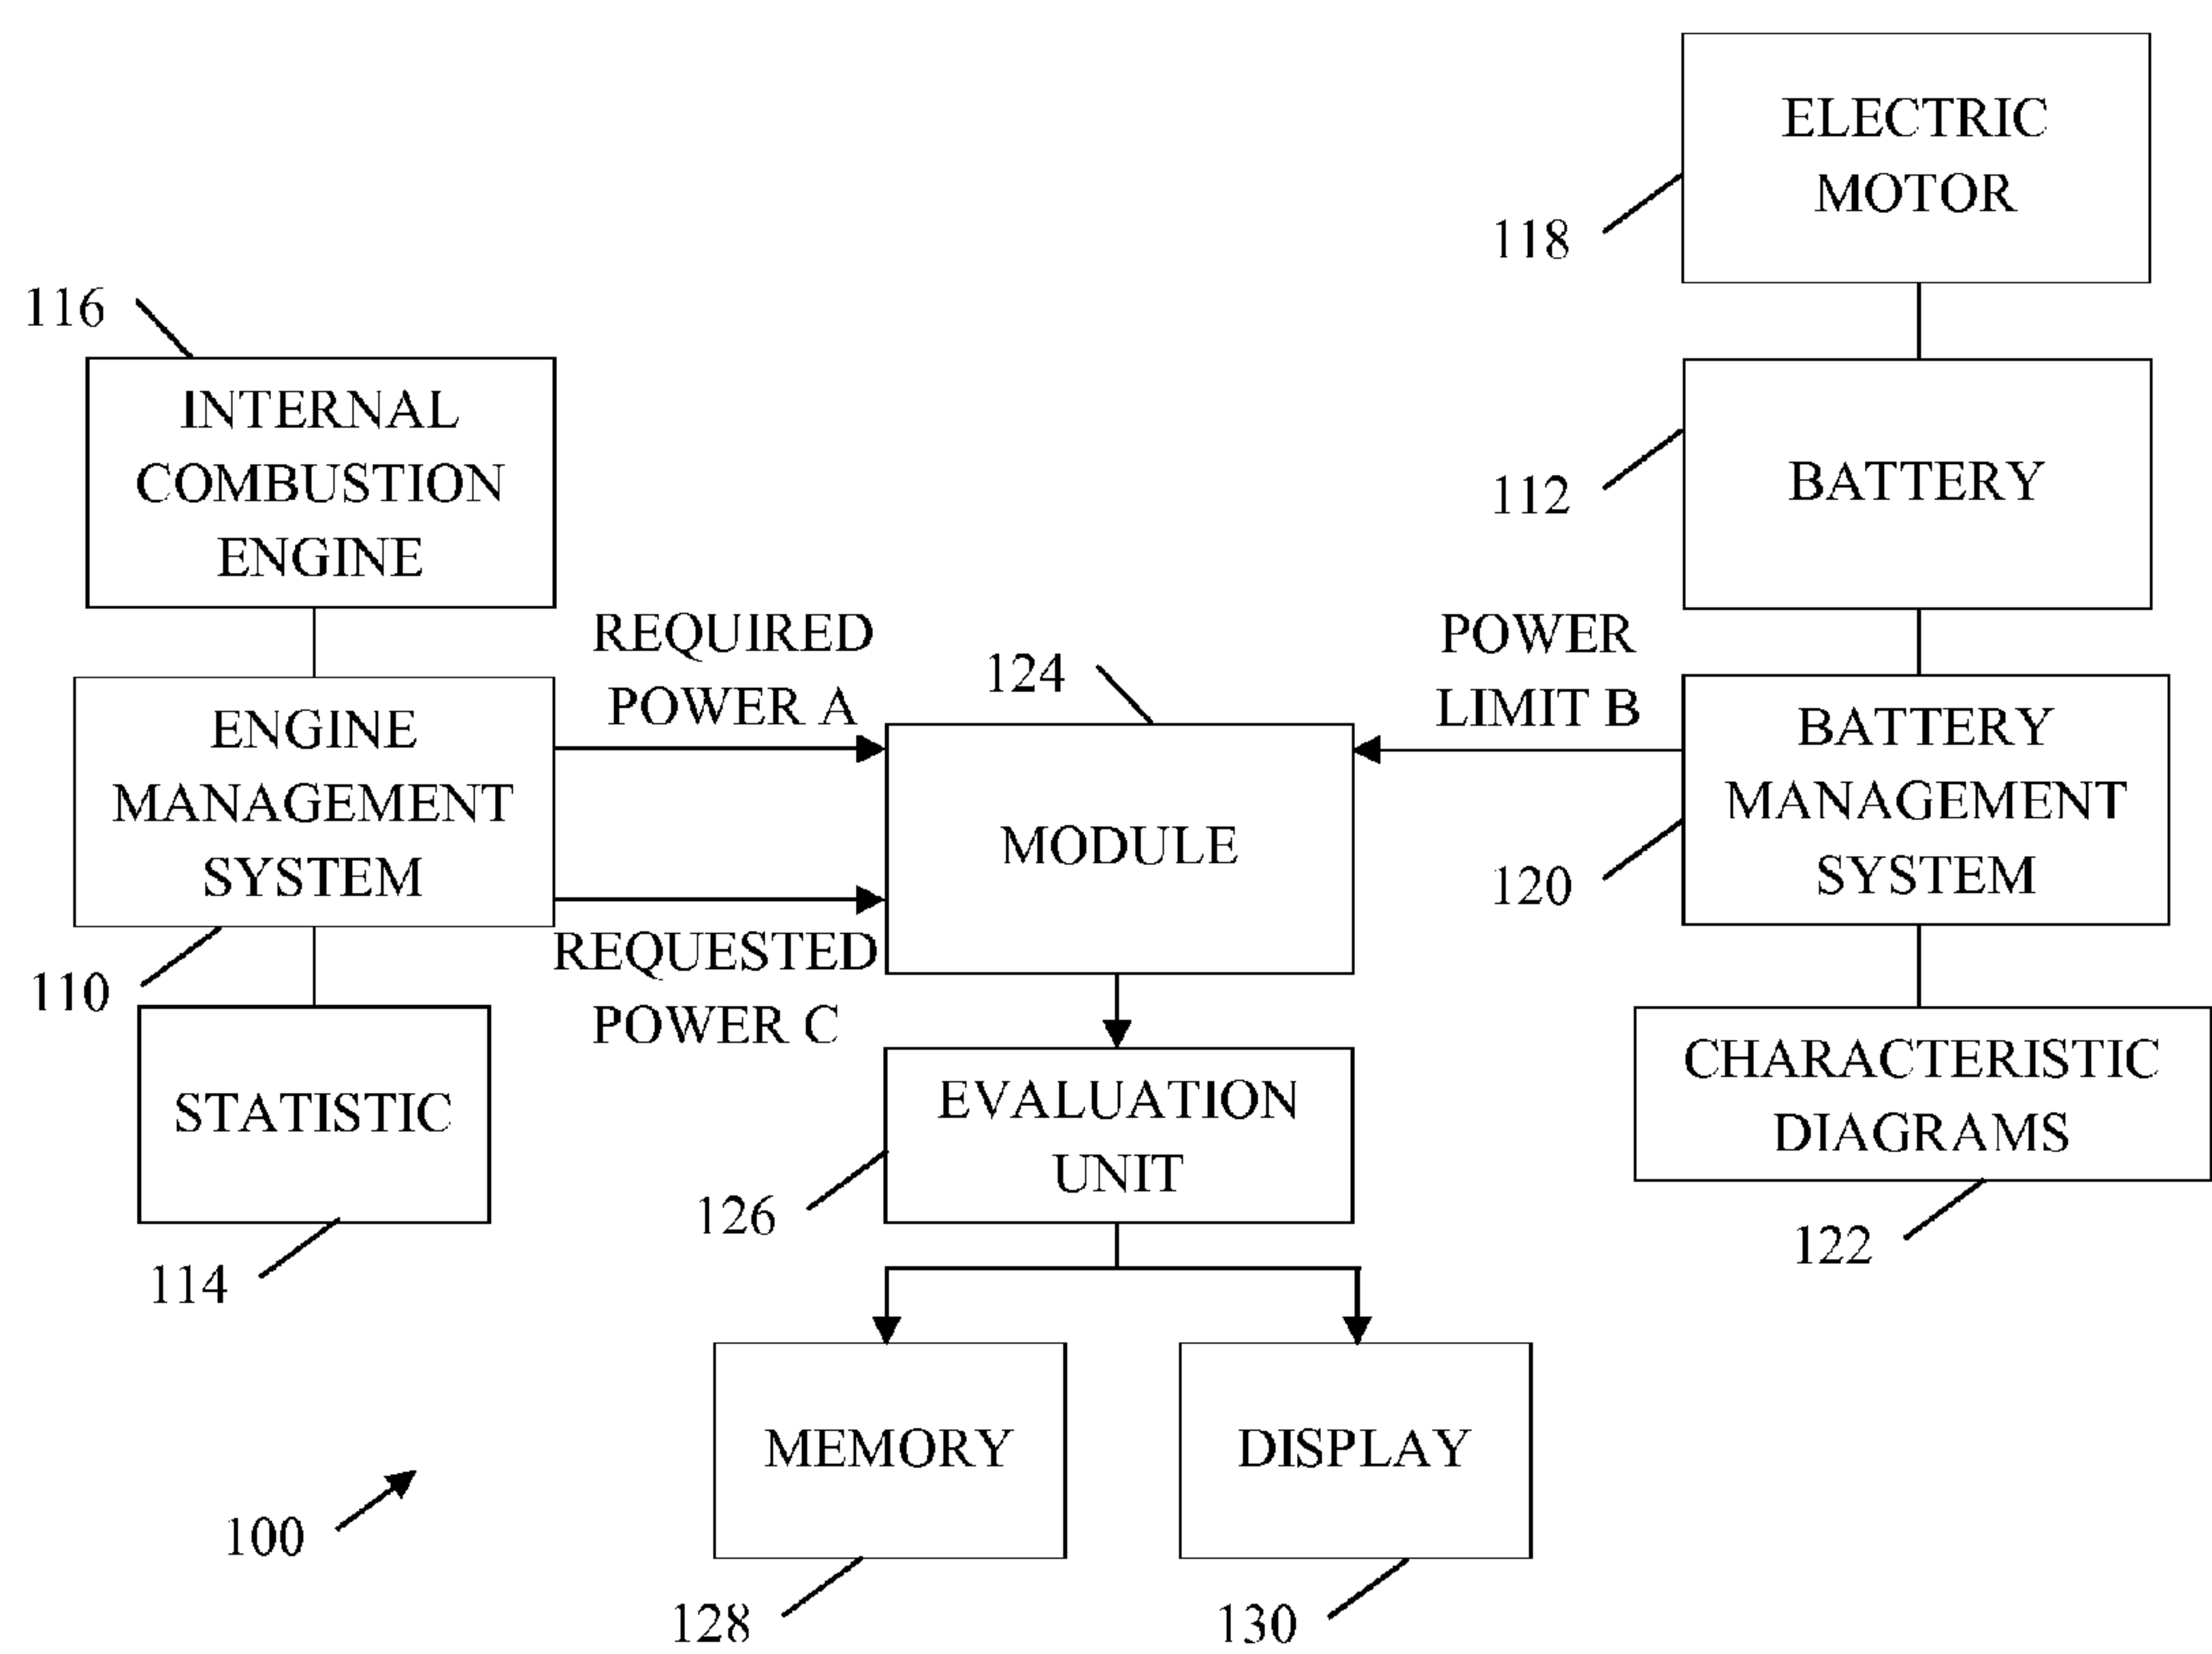 ELECTRIC
MOTOR
118
116
INTERNAL
COMBUSTION
ENGINE
BATTERY
112
REQUIRED
POWER A
POWER
LIMIT B
124
ENGINE
MANAGEMENT
SYSTEM
MODULE
BATTERY
MANAGEMENT
SYSTEM
120
110
REQUESTED
POWER C
STATISTIC
114
EVALUATION
UNIT
126
CHARACTERISTIC
DIAGRAMS
122
MEMORY
DISPLAY
100
128
130